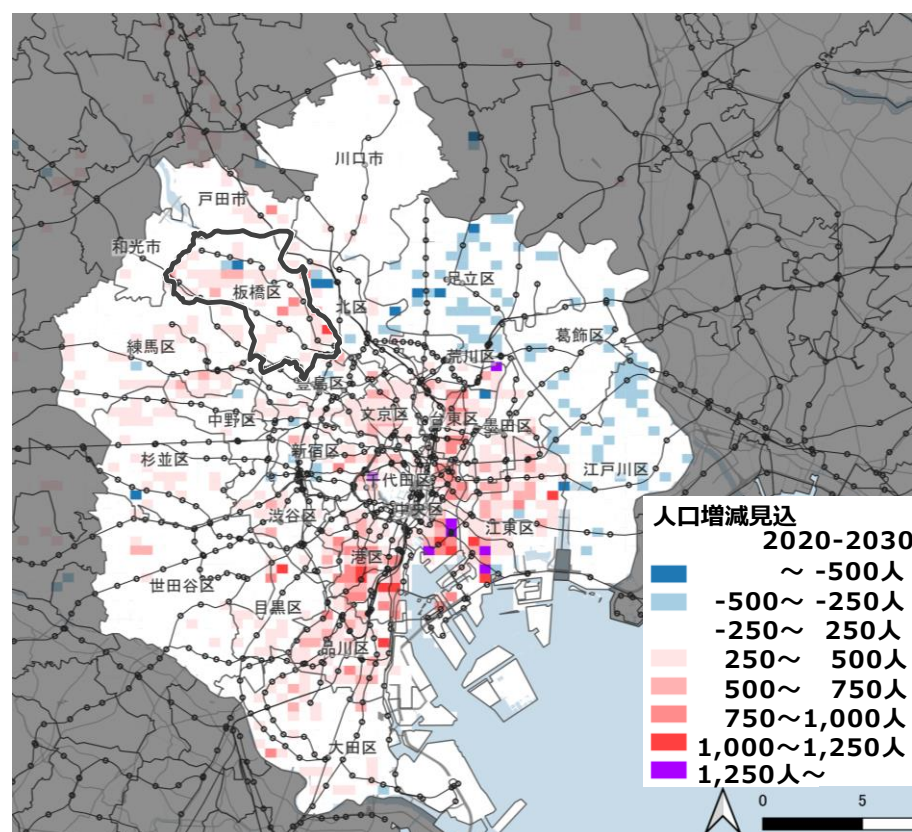 川口市
戸田市
和光市
板橋区
足立区
北区
葛飾区
練馬区
荒川区
豊島区
文京区
台東区
墨田区
中野区
新宿区
杉並区
千代田区
江戸川区
中央区
渋谷区
江東区
港区
世田谷区
目黒区
品川区
大田区
人口増減見込
2020-2030
～ -500人
-500～ -250人
-250～ 250人
250～ 500人
500～ 750人
750～1,000人
1,000～1,250人
1,250人～
0 5